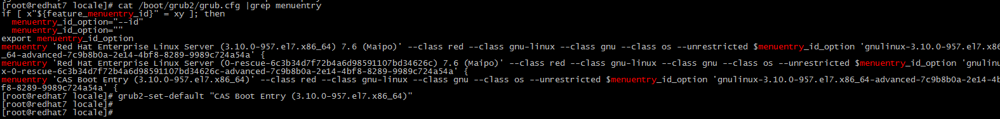 [root@redhat7 locale]# cat /boot/grub2/grub.cfg |grep menuentry
if [ x"${feature_menuentry_id}" = xy ]; then
  menuentry_id_option="--id"
  menuentry_id_option=""
export menuentry_id_option
menuentry 'Red Hat Enterprise Linux Server (3.10.0-957.el7.x86_64) 7.6 (Maipo)' --class red --class gnu-linux --class gnu --class os --unrestricted $menuentry_id_option 'gnulinux-3.10.0-957.el7.x86
_64-advanced-7c9b8b0a-2e14-4bf8-8289-9989c724a54a' {
menuentry 'Red Hat Enterprise Linux Server (0-rescue-6c3b34d7f72b4a6d98591107bd34626c) 7.6 (Maipo)' --class red --class gnu-linux --class gnu --class os --unrestricted $menuentry_id_option 'gnulinu
x-0-rescue-6c3b34d7f72b4a6d98591107bd34626c-advanced-7c9b8b0a-2e14-4bf8-8289-9989c724a54a' {
menuentry 'CAS Boot Entry (3.10.0-957.el7.x86_64)' --class red --class gnu-linux --class gnu --class os --unrestricted $menuentry_id_option 'gnulinux-3.10.0-957.el7.x86_64-advanced-7c9b8b0a-2e14-4b
f8-8289-9989c724a54a' {
[root@redhat7 locale]# grub2-set-default "CAS Boot Entry (3.10.0-957.el7.x86_64)"
[root@redhat7 locale]#
[root@redhat7 locale]#